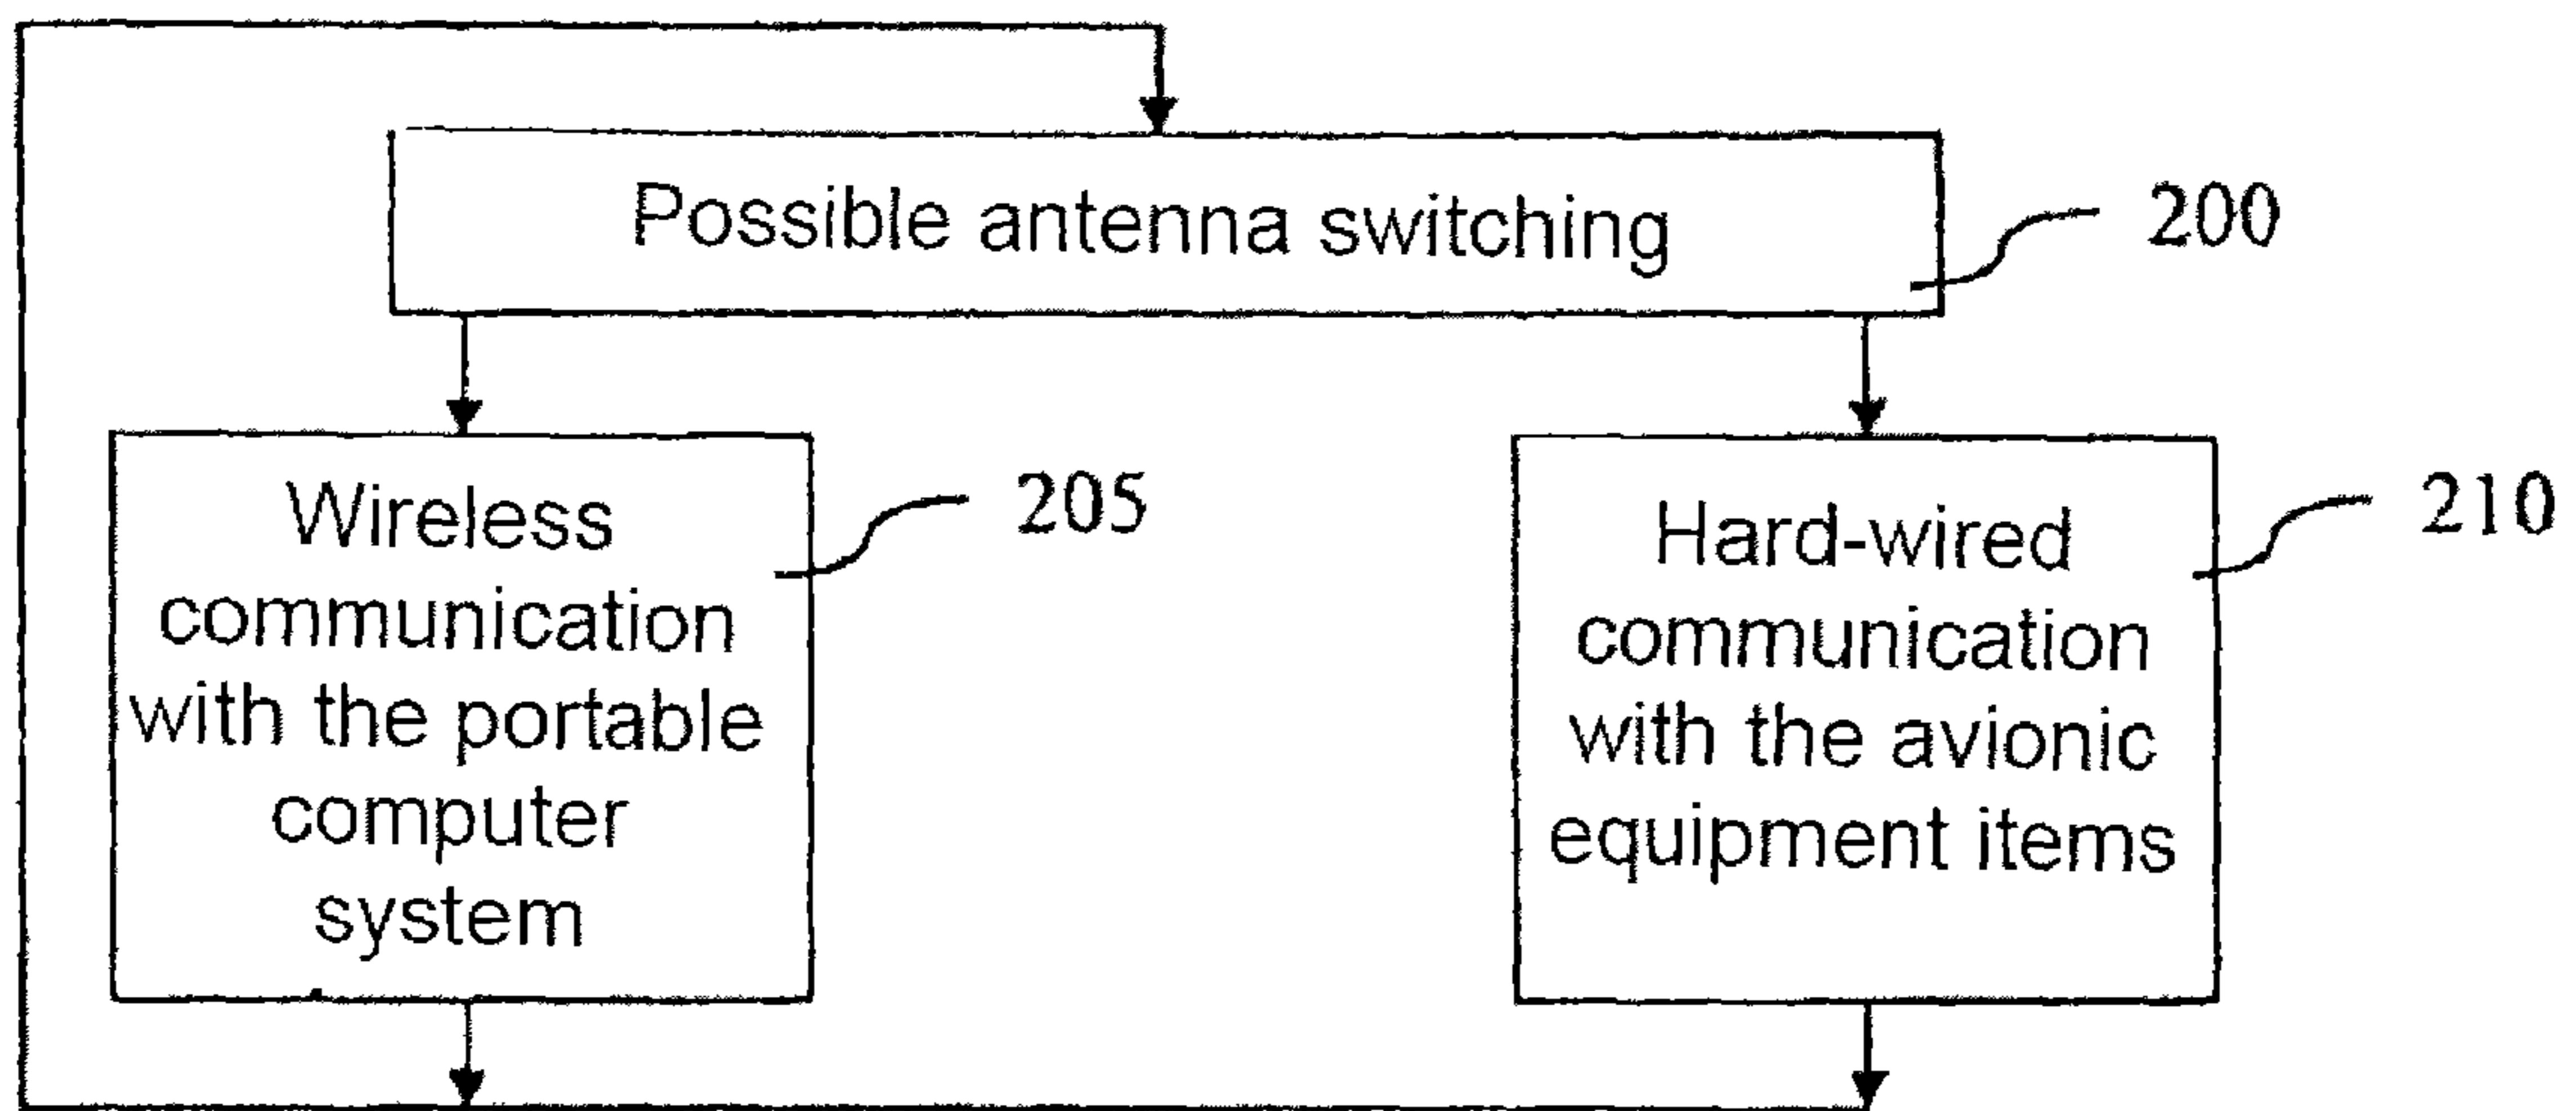 Possible antenna switching
200
Wireless
communication
with the portable
computer
system
205
Hard-wired
communication
with the avionic
equipment items
210